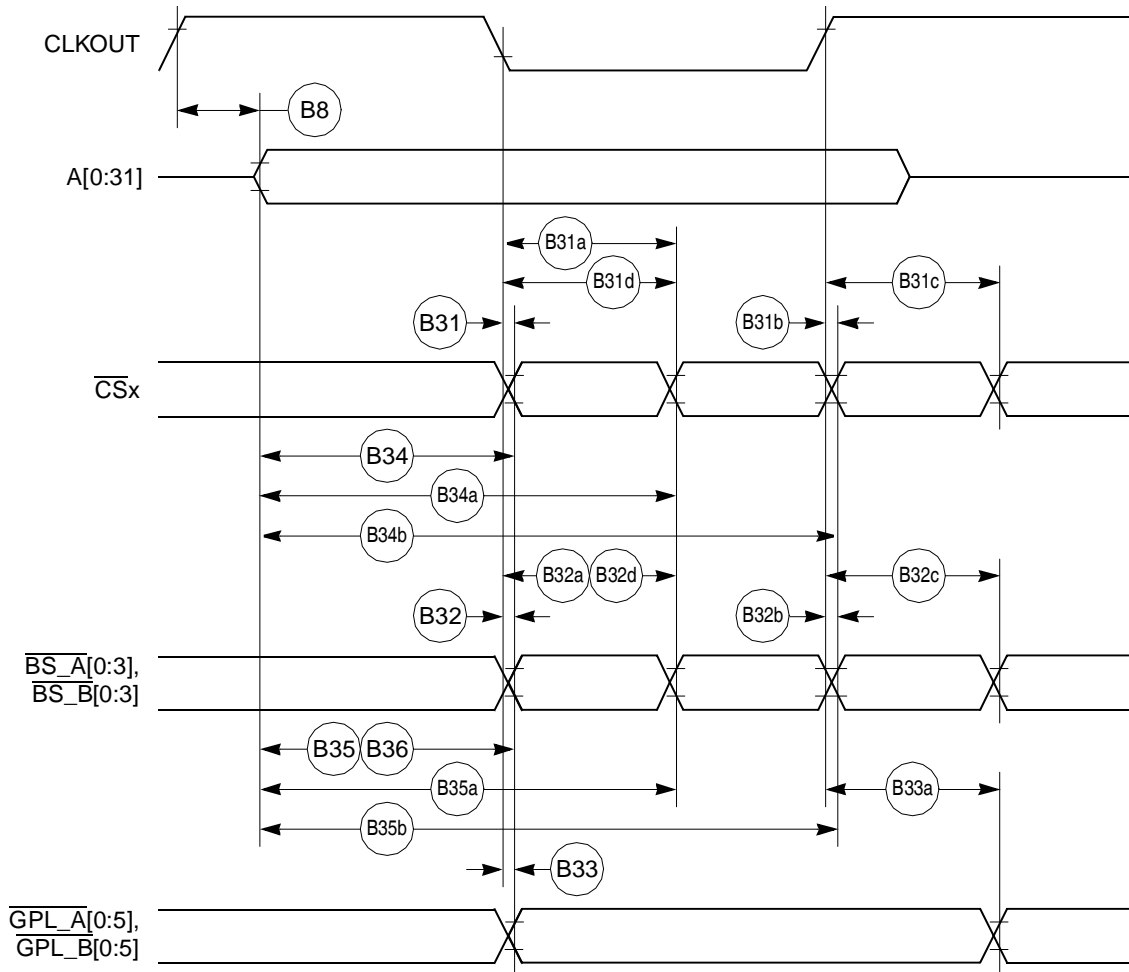 CLKOUT
B8
A[0:31]
B31a
B31d
B31c
B31
B31b
CSx
B34
B34a
B34b
B32a
B32d
B32c
B32
B32b
BS_A[0:3],
BS_B[0:3]
B35
B36
B35a
B33a
B35b
B33
GPL_A[0:5],
GPL_B[0:5]